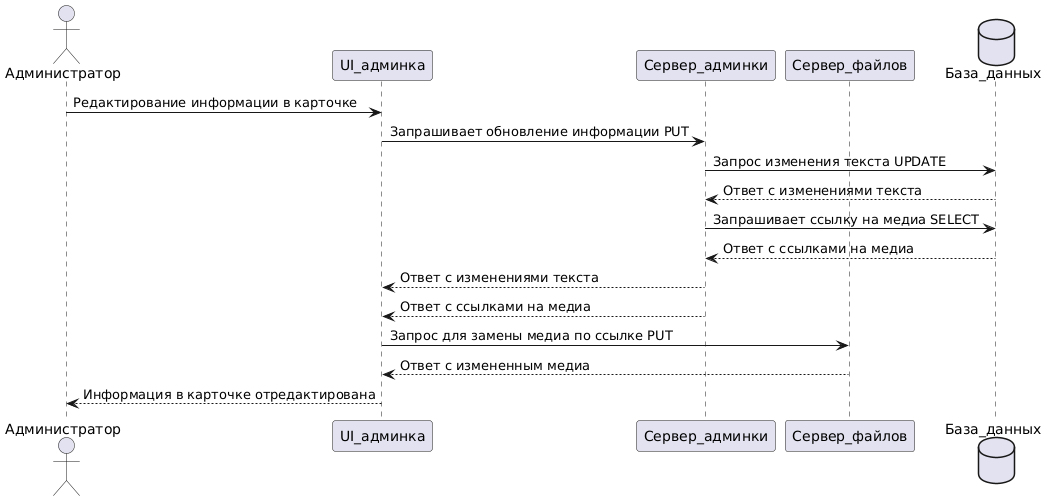 Администратор
UI_админка
Сервер_админки
Сервер_файлов
База_данных
Редактирование информации в карточке
Запрашивает обновление информации PUT
Запрос изменения текста UPDATE
Ответ с изменениями текста
Запрашивает ссылку на медиа SELECT
Ответ с ссылками на медиа
Ответ с изменениями текста
Ответ с ссылками на медиа
Запрос для замены медиа по ссылке PUT
Ответ с измененным медиа
Информация в карточке отредактирована
Администратор
UI_админка
Сервер_админки
Сервер_файлов
База_данных